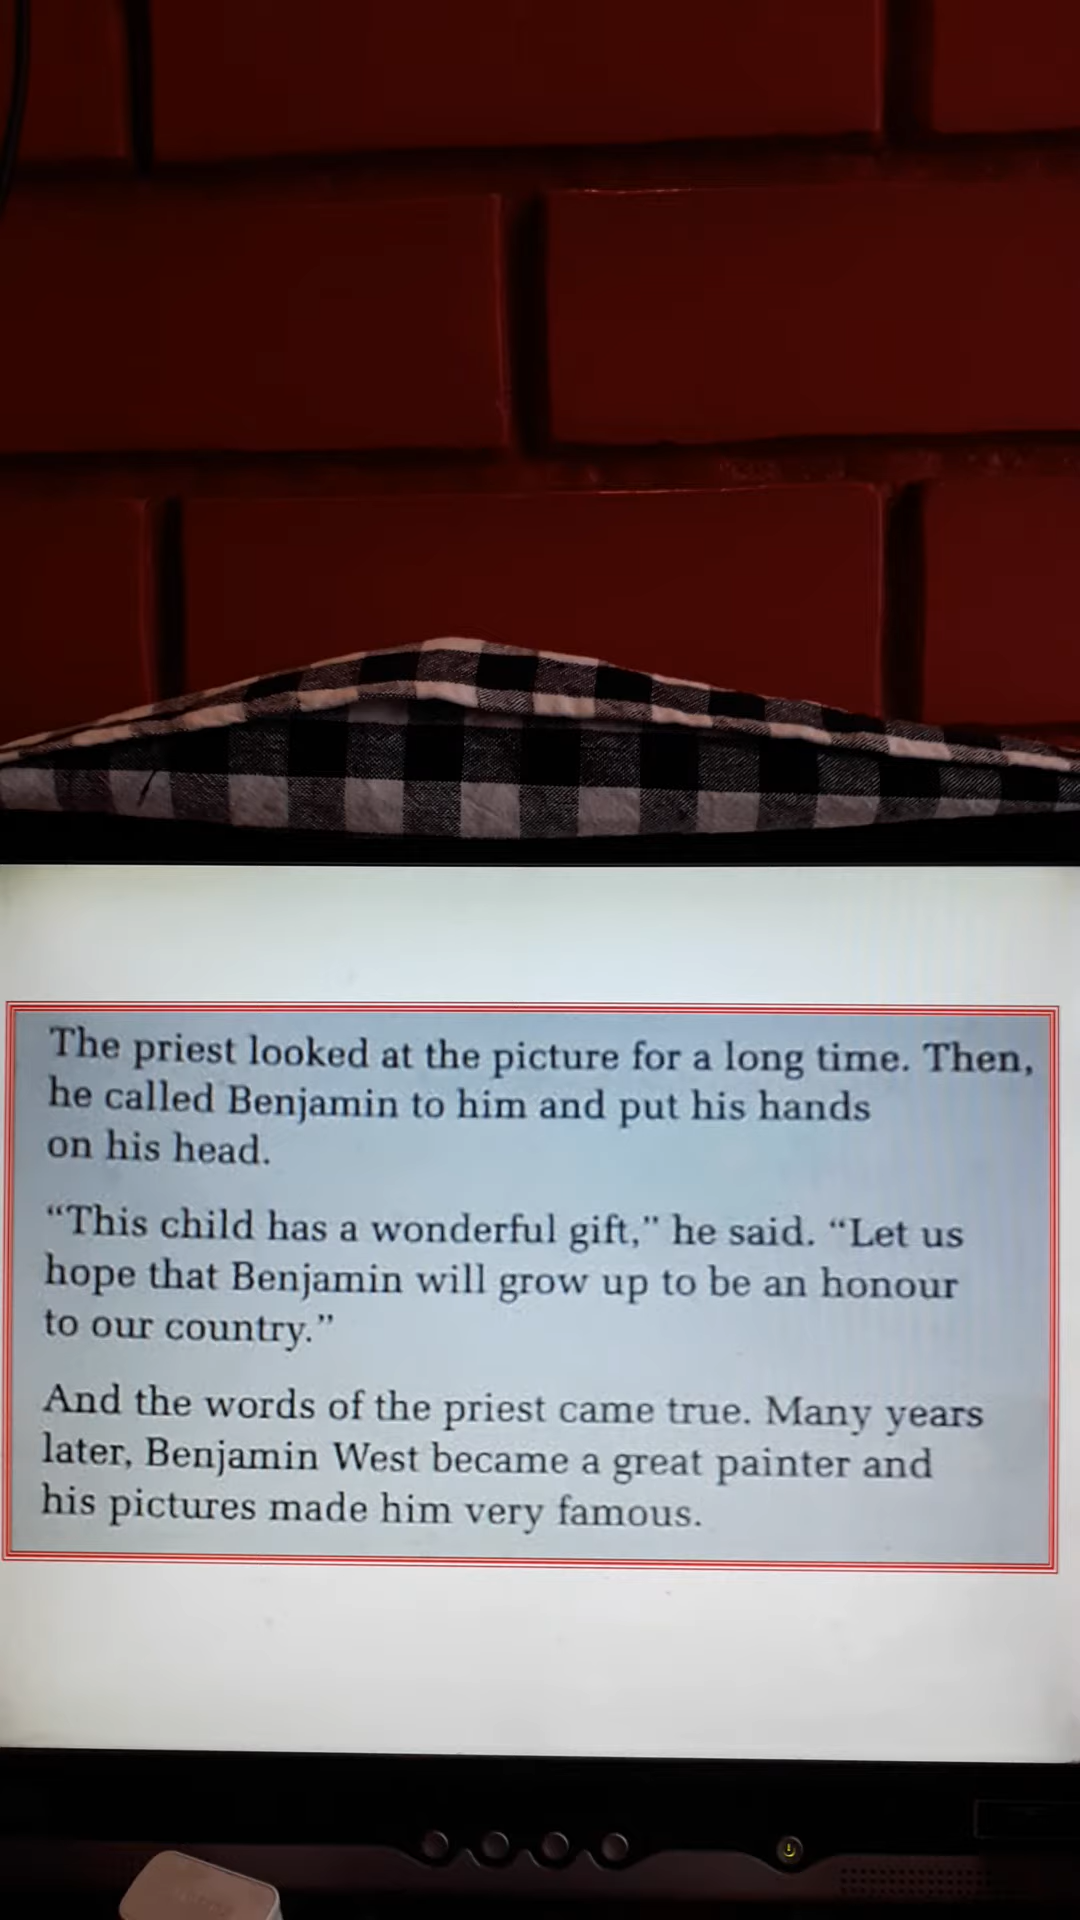 The priest looked at the picture for a long time. Then,
he called Benjamin to him and put his hands
on his head.
“This child has a wonderful gift,” he said. “Let us
hope that Benjamin will grow up to be an honour
to our country.”
And the words of the priest came true. Many years
later, Benjamin West became a great painter and
his pictures made him very famous.